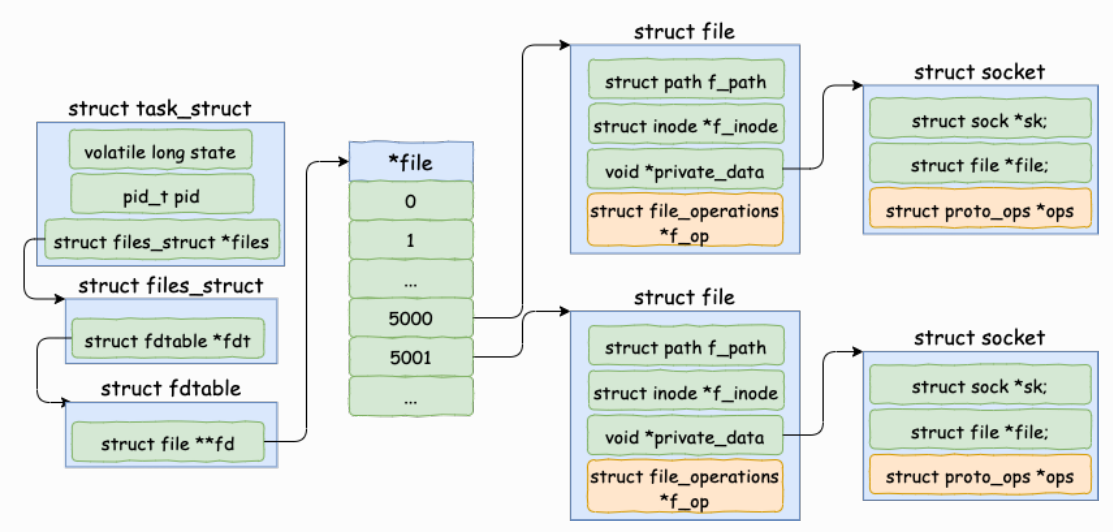 struct task_struct
volatile long state
pid_t pid
struct files_struct *files
struct files_struct
struct fdtable *fdt
struct fdtable
struct file **fd
*file
0
1
...
5000
5001
...
struct file
struct path f_path
struct inode *f_inode
void *private_data
struct file_operations
*f_op
struct socket
struct sock *sk;
struct file *file;
struct proto_ops *ops
struct file
struct path f_path
struct inode *f_inode
void *private_data
struct file_operations
*f_op
struct socket
struct sock *sk;
struct file *file;
struct proto_ops *ops